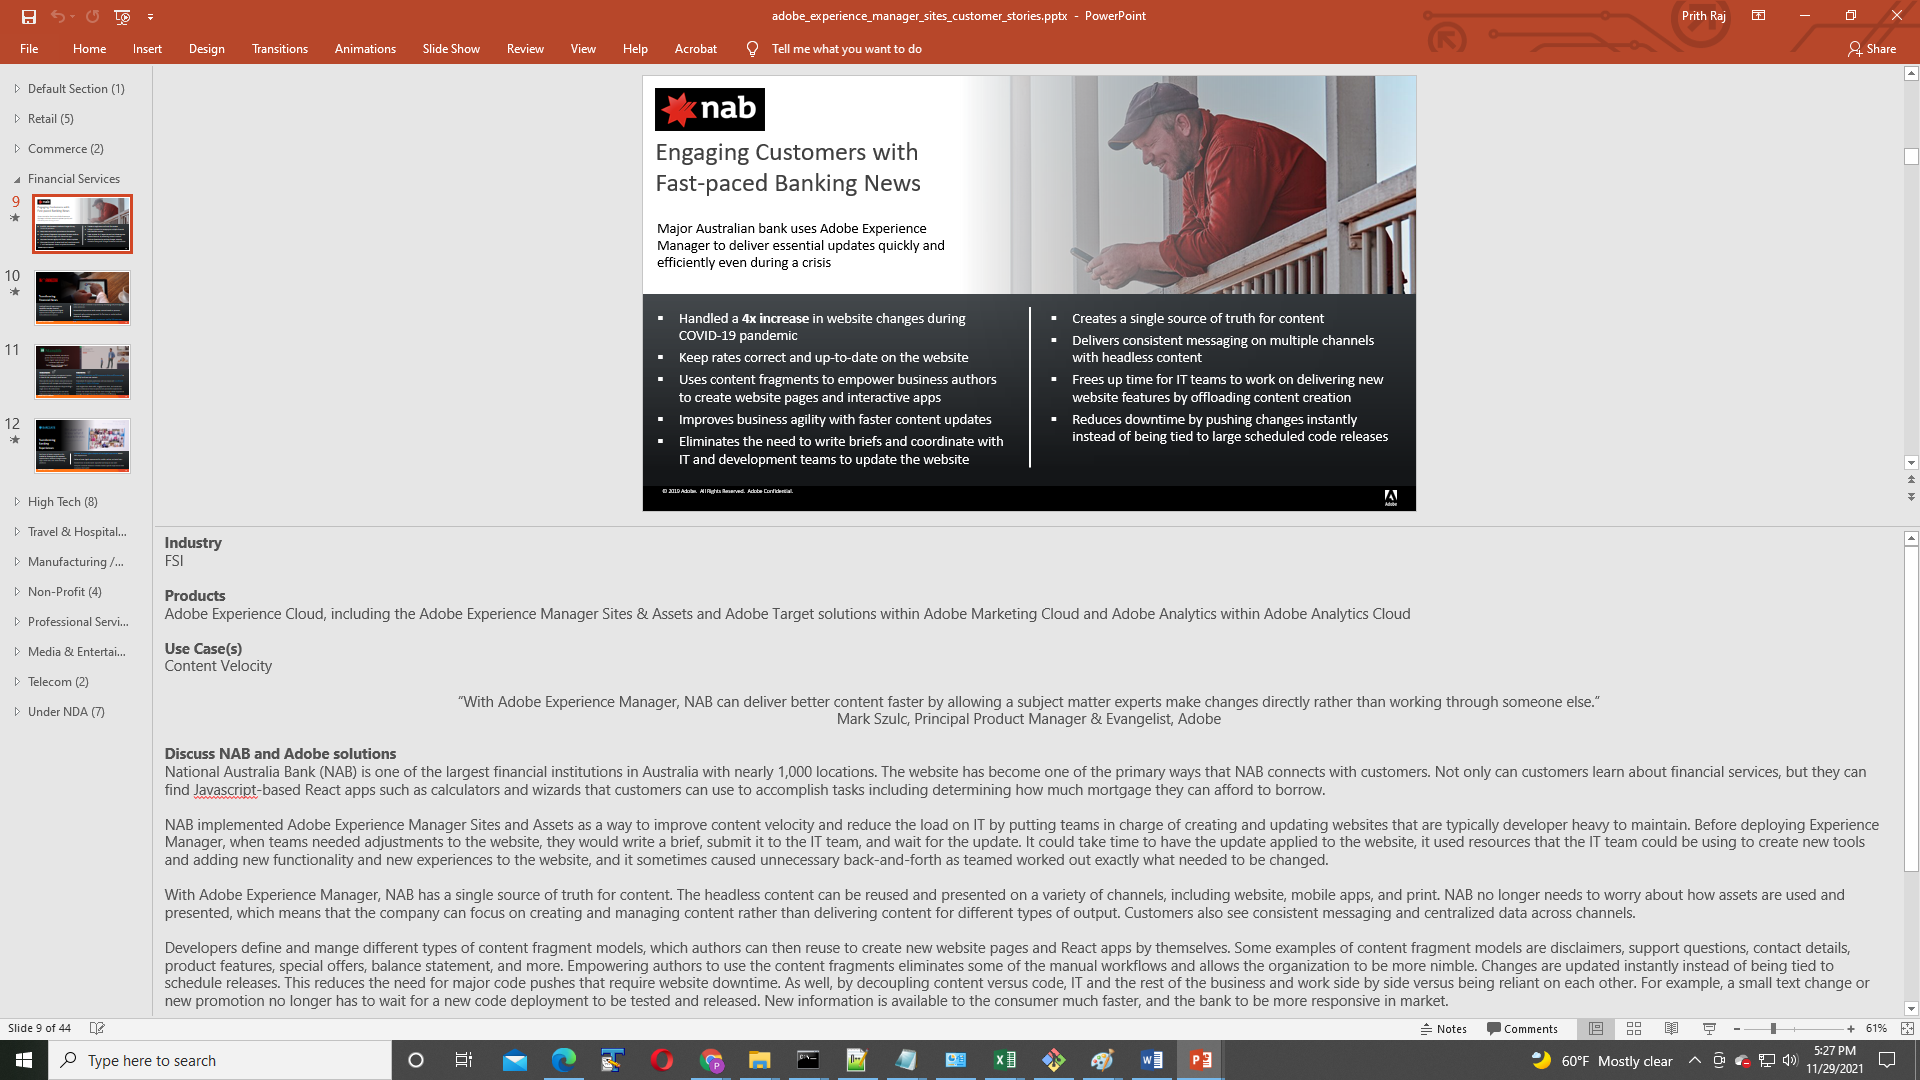 adobe_experience_manager_sites_customer_stories.pptx - PowerPoint
Prith Raj
File Home Insert Design Transitions Animations Slide Show Review View Help Acrobat Tell me what you want to do
Share
Default Section (1)
Retail (5)
Commerce (2)
Financial Services
9
10
11
12
High Tech (8)
Travel & Hospital...
Manufacturing /...
Non-Profit (4)
Professional Servi...
Media & Entertai...
Telecom (2)
Under NDA (7)
nab
Engaging Customers with
Fast-paced Banking News
Major Australian bank uses Adobe Experience
Manager to deliver essential updates quickly and
efficiently even during a crisis
▪ Handled a 4x increase in website changes during
COVID-19 pandemic
▪ Keep rates correct and up-to-date on the website
▪ Uses content fragments to empower business authors
to create website pages and interactive apps
▪ Improves business agility with faster content updates
▪ Eliminates the need to write briefs and coordinate with
IT and development teams to update the website
▪ Creates a single source of truth for content
▪ Delivers consistent messaging on multiple channels
with headless content
▪ Frees up time for IT teams to work on delivering new
website features by offloading content creation
▪ Reduces downtime by pushing changes instantly
instead of being tied to large scheduled code releases
© 2019 Adobe. All Rights Reserved. Adobe Confidential.
Adobe
Industry
FSI
Products
Adobe Experience Cloud, including the Adobe Experience Manager Sites & Assets and Adobe Target solutions within Adobe Marketing Cloud and Adobe Analytics within Adobe Analytics Cloud
Use Case(s)
Content Velocity
“With Adobe Experience Manager, NAB can deliver better content faster by allowing a subject matter experts make changes directly rather than working through someone else.”
Mark Szulc, Principal Product Manager & Evangelist, Adobe
Discuss NAB and Adobe solutions
National Australia Bank (NAB) is one of the largest financial institutions in Australia with nearly 1,000 locations. The website has become one of the primary ways that NAB connects with customers. Not only can customers learn about financial services, but they can
find Javascript-based React apps such as calculators and wizards that customers can use to accomplish tasks including determining how much mortgage they can afford to borrow.
NAB implemented Adobe Experience Manager Sites and Assets as a way to improve content velocity and reduce the load on IT by putting teams in charge of creating and updating websites that are typically developer heavy to maintain. Before deploying Experience
Manager, when teams needed adjustments to the website, they would write a brief, submit it to the IT team, and wait for the update. It could take time to have the update applied to the website, it used resources that the IT team could be using to create new tools
and adding new functionality and new experiences to the website, and it sometimes caused unnecessary back-and-forth as teamed worked out exactly what needed to be changed.
With Adobe Experience Manager, NAB has a single source of truth for content. The headless content can be reused and presented on a variety of channels, including website, mobile apps, and print. NAB no longer needs to worry about how assets are used and
presented, which means that the company can focus on creating and managing content rather than delivering content for different types of output. Customers also see consistent messaging and centralized data across channels.
Developers define and mange different types of content fragment models, which authors can then reuse to create new website pages and React apps by themselves. Some examples of content fragment models are disclaimers, support questions, contact details,
product features, special offers, balance statement, and more. Empowering authors to use the content fragments eliminates some of the manual workflows and allows the organization to be more nimble. Changes are updated instantly instead of being tied to
schedule releases. This reduces the need for major code pushes that require website downtime. As well, by decoupling content versus code, IT and the rest of the business and work side by side versus being reliant on each other. For example, a small text change or
new promotion no longer has to wait for a new code deployment to be tested and released. New information is available to the consumer much faster, and the bank to be more responsive in market.
Slide 9 of 44
Notes
Comments
61%
Type here to search
60°F Mostly clear
5:27 PM
11/29/2021